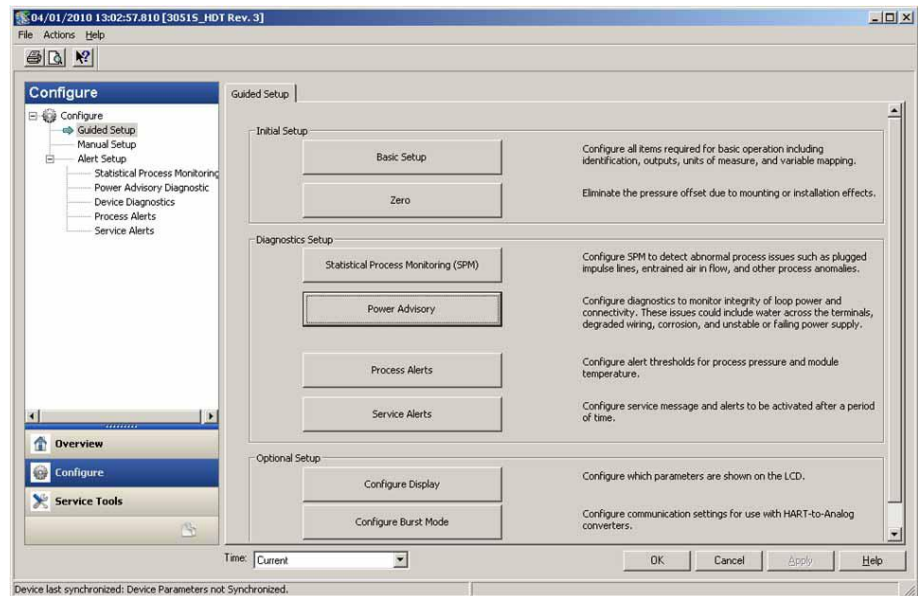 04/01/2010 13:02:57.810 [3051S_HDT Rev. 3]
File Actions Help
Configure
Configure
Guided Setup
Manual Setup
Alert Setup
Statistical Process Monitoring
Power Advisory Diagnostic
Device Diagnostics
Process Alerts
Service Alerts
Overview
Configure
Service Tools
Guided Setup
Initial Setup
Basic Setup
Configure all items required for basic operation including
identification, outputs, units of measure, and variable mapping.
Zero
Eliminate the pressure offset due to mounting or installation effects.
Diagnostics Setup
Statistical Process Monitoring (SPM)
Configure SPM to detect abnormal process issues such as plugged
impulse lines, entrained air in flow, and other process anomalies.
Power Advisory
Configure diagnostics to monitor integrity of loop power and
connectivity. These issues could include water across the terminals,
degraded wiring, corrosion, and unstable or failing power supply.
Process Alerts
Configure alert thresholds for process pressure and module
temperature.
Service Alerts
Configure service message and alerts to be activated after a period
of time.
Optional Setup
Configure Display
Configure which parameters are shown on the LCD.
Configure Burst Mode
Configure communication settings for use with HART-to-Analog
converters.
Time: Current
OK Cancel Apply Help
Device last synchronized: Device Parameters not Synchronized.